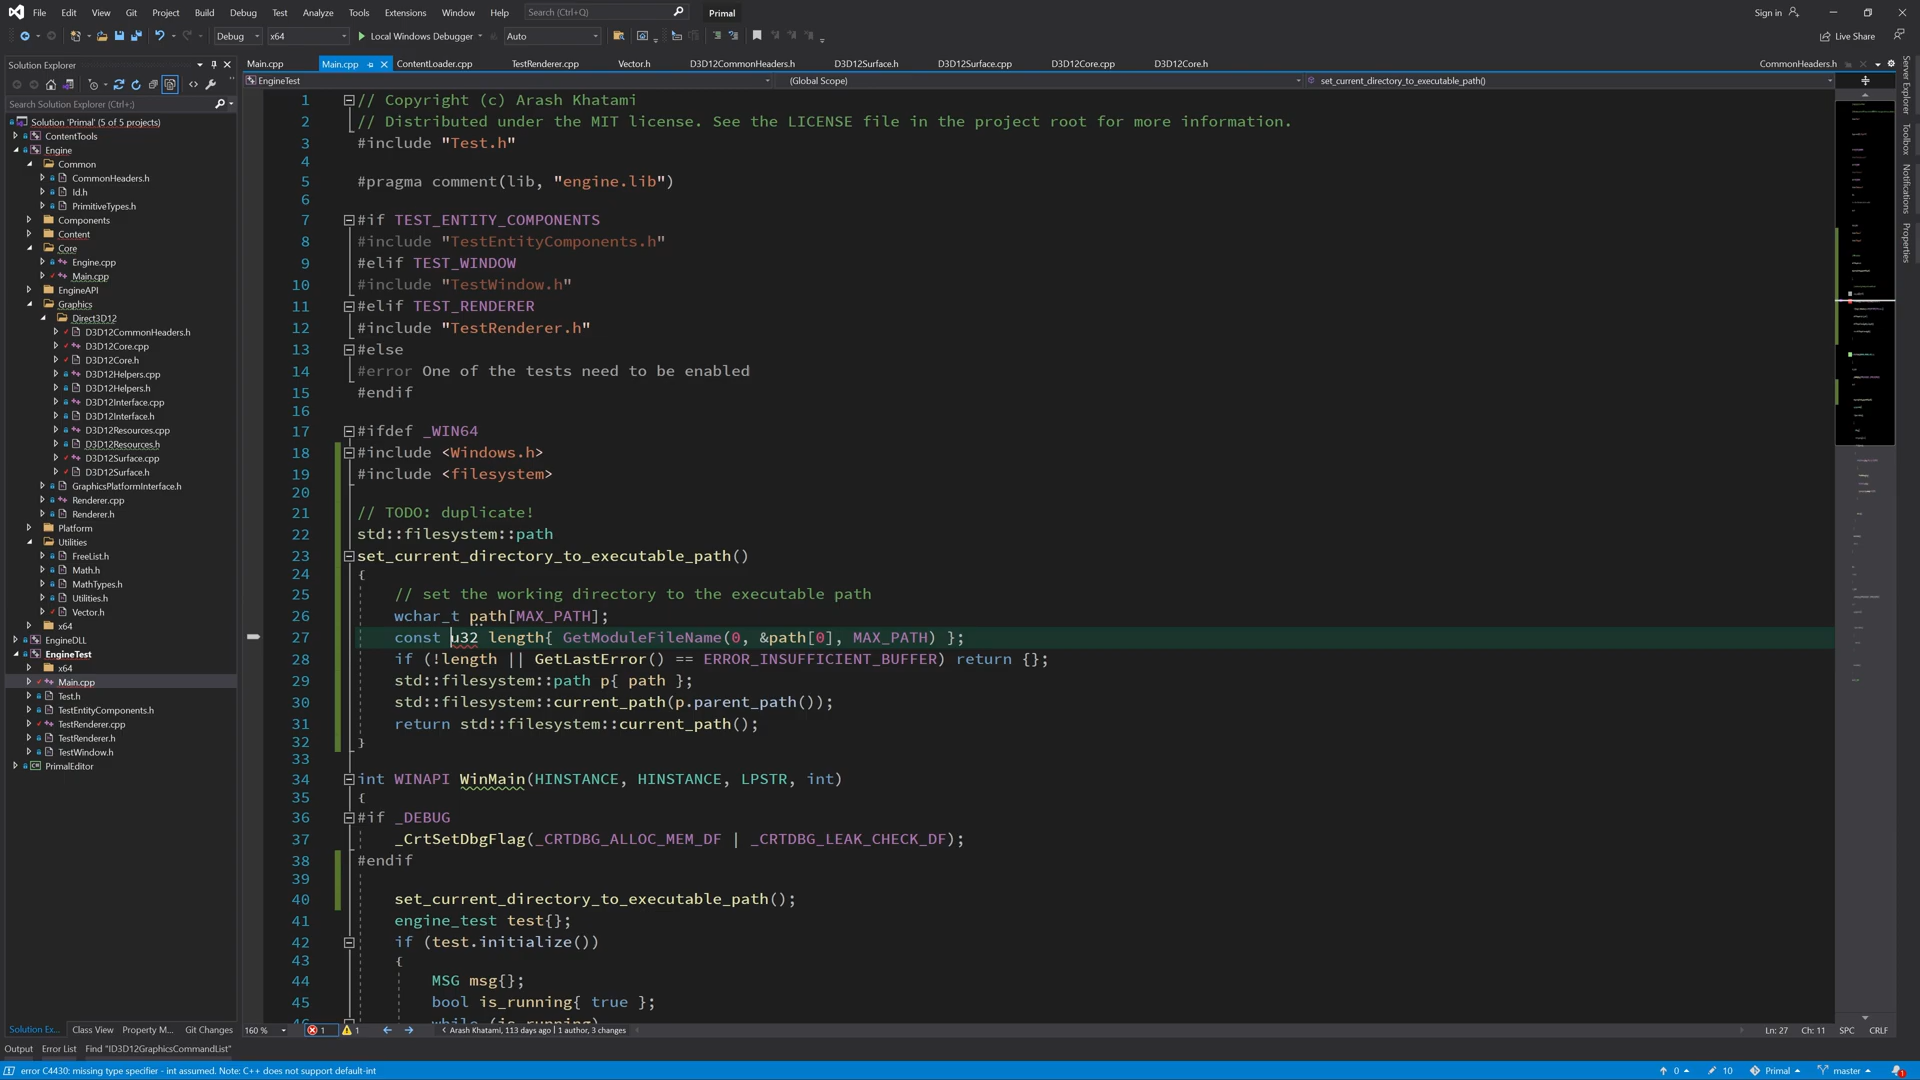 File Edit View Git Project Build Debug Test Analyze Tools Extensions Window Help Search (Ctrl+Q) Primal Sign in
Debug x64 Local Windows Debugger Auto Live Share
Solution Explorer
Main.cpp Main.cpp ContentLoader.cpp TestRenderer.cpp Vector.h D3D12CommonHeaders.h D3D12Surface.h D3D12Surface.cpp D3D12Core.cpp D3D12Core.h CommonHeaders.h
EngineTest (Global Scope) set_current_directory_to_executable_path()
Search Solution Explorer (Ctrl+;)
Solution 'Primal' (5 of 5 projects)
ContentTools
Engine
Common
CommonHeaders.h
Id.h
PrimitiveTypes.h
Components
Content
Core
Engine.cpp
Main.cpp
EngineAPI
Graphics
Direct3D12
D3D12CommonHeaders.h
D3D12Core.cpp
D3D12Core.h
D3D12Helpers.cpp
D3D12Helpers.h
D3D12Interface.cpp
D3D12Interface.h
D3D12Resources.cpp
D3D12Resources.h
D3D12Surface.cpp
D3D12Surface.h
GraphicsPlatformInterface.h
Renderer.cpp
Renderer.h
Platform
Utilities
FreeList.h
Math.h
MathTypes.h
Utilities.h
Vector.h
x64
EngineDLL
EngineTest
x64
Main.cpp
Test.h
TestEntityComponents.h
TestRenderer.cpp
TestRenderer.h
TestWindow.h
PrimalEditor
1 // Copyright (c) Arash Khatami
2 // Distributed under the MIT license. See the LICENSE file in the project root for more information.
3 #include "Test.h"
4
5 #pragma comment(lib, "engine.lib")
6
7 #if TEST_ENTITY_COMPONENTS
8 #include "TestEntityComponents.h"
9 #elif TEST_WINDOW
10 #include "TestWindow.h"
11 #elif TEST_RENDERER
12 #include "TestRenderer.h"
13 #else
14 #error One of the tests need to be enabled
15 #endif
16
17 #ifdef _WIN64
18 #include <Windows.h>
19 #include <filesystem>
20
21 // TODO: duplicate!
22 std::filesystem::path
23 set_current_directory_to_executable_path()
24 {
25 // set the working directory to the executable path
26 wchar_t path[MAX_PATH];
27 const u32 length{ GetModuleFileName(0, &path[0], MAX_PATH) };
28 if (!length || GetLastError() == ERROR_INSUFFICIENT_BUFFER) return {};
29 std::filesystem::path p{ path };
30 std::filesystem::current_path(p.parent_path());
31 return std::filesystem::current_path();
32 }
33
34 int WINAPI WinMain(HINSTANCE, HINSTANCE, LPSTR, int)
35 {
36 #if _DEBUG
37 _CrtSetDbgFlag(_CRTDBG_ALLOC_MEM_DF | _CRTDBG_LEAK_CHECK_DF);
38 #endif
39
40 set_current_directory_to_executable_path();
41 engine_test test{};
42 if (test.initialize())
43 {
44 MSG msg{};
45 bool is_running{ true };
46 while (is_running)
Server Explorer
Toolbox
Notifications
Properties
Solution Ex... Class View Property M... Git Changes 160 % 1 1 Arash Khatami, 113 days ago | 1 author, 3 changes Ln: 27 Ch: 11 SPC CRLF
Output Error List Find "ID3D12GraphicsCommandList"
error C4430: missing type specifier - int assumed. Note: C++ does not support default-int 0 10 Primal master 1